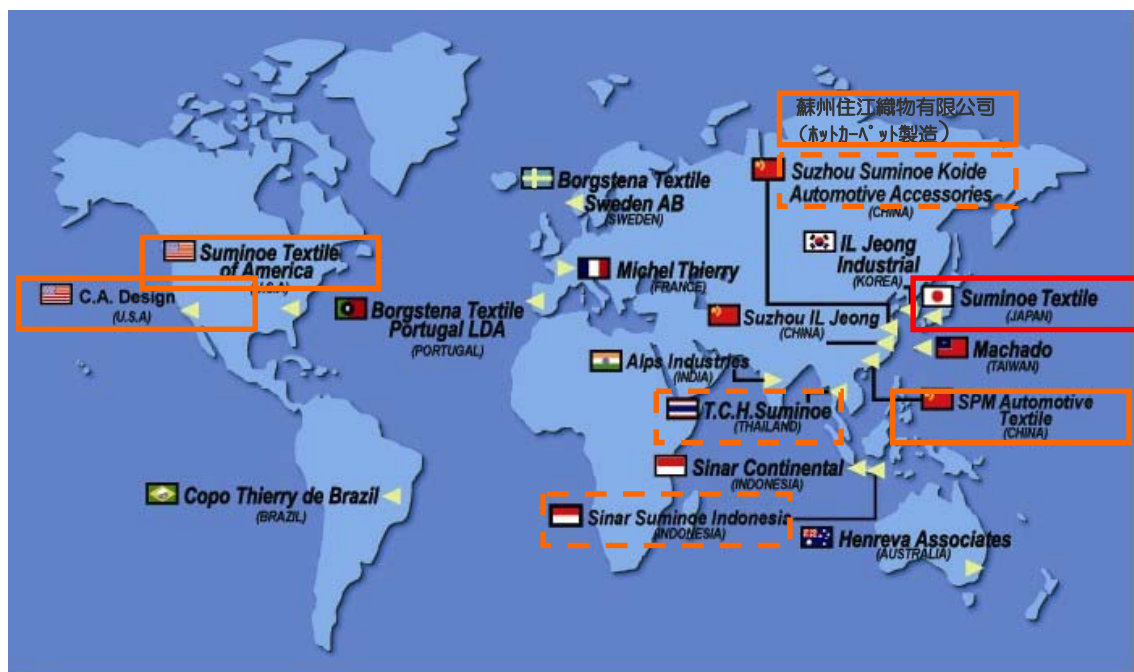 蘇州住江織物有限公司
(ホットカーペット製造)
Suzhou Suminoe Koide
Automotive Accessories
(CHINA)
Borgstena Textile
Sweden AB
(SWEDEN)
IL Jeong
Industrial
(KOREA)
Suminoe Textile
of America
(U.S.A)
C.A. Design
(U.S.A)
Michel Thierry
(FRANCE)
Suminoe Textile
(JAPAN)
Borgstena Textile
Portugal LDA
(PORTUGAL)
Suzhou IL Jeong
(CHINA)
Machado
(TAIWAN)
Alps Industries
(INDIA)
T.C.H.Suminoe
(THAILAND)
SPM Automotive
Textile
(CHINA)
Sinar Continental
(INDONESIA)
Copo Thierry de Brazil
(BRAZIL)
Sinar Suminoe Indonesis
(INDONESIA)
Henreva Associates
(AUSTRALIA)